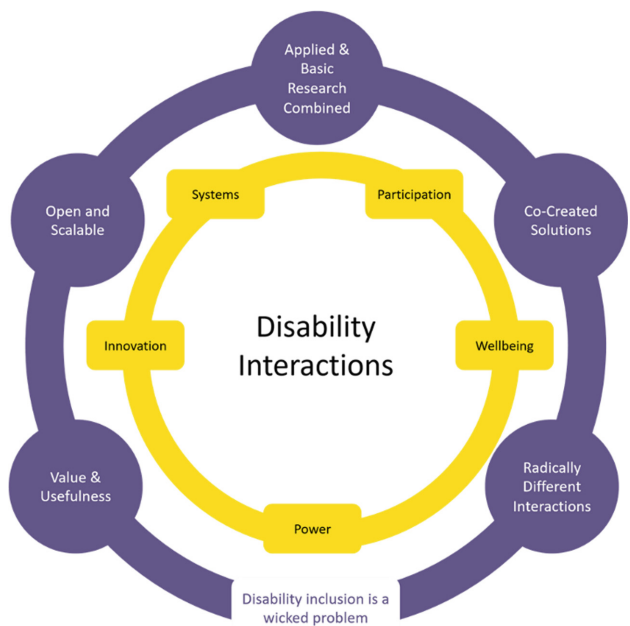 Applied &
Basic
Research
Combined
Systems
Participation
Open and
Scalable
Co-Created
Solutions
Disability
Interactions
Innovation
Wellbeing
Value &
Usefulness
Radically
Different
Interactions
Power
Disability inclusion is a
wicked problem